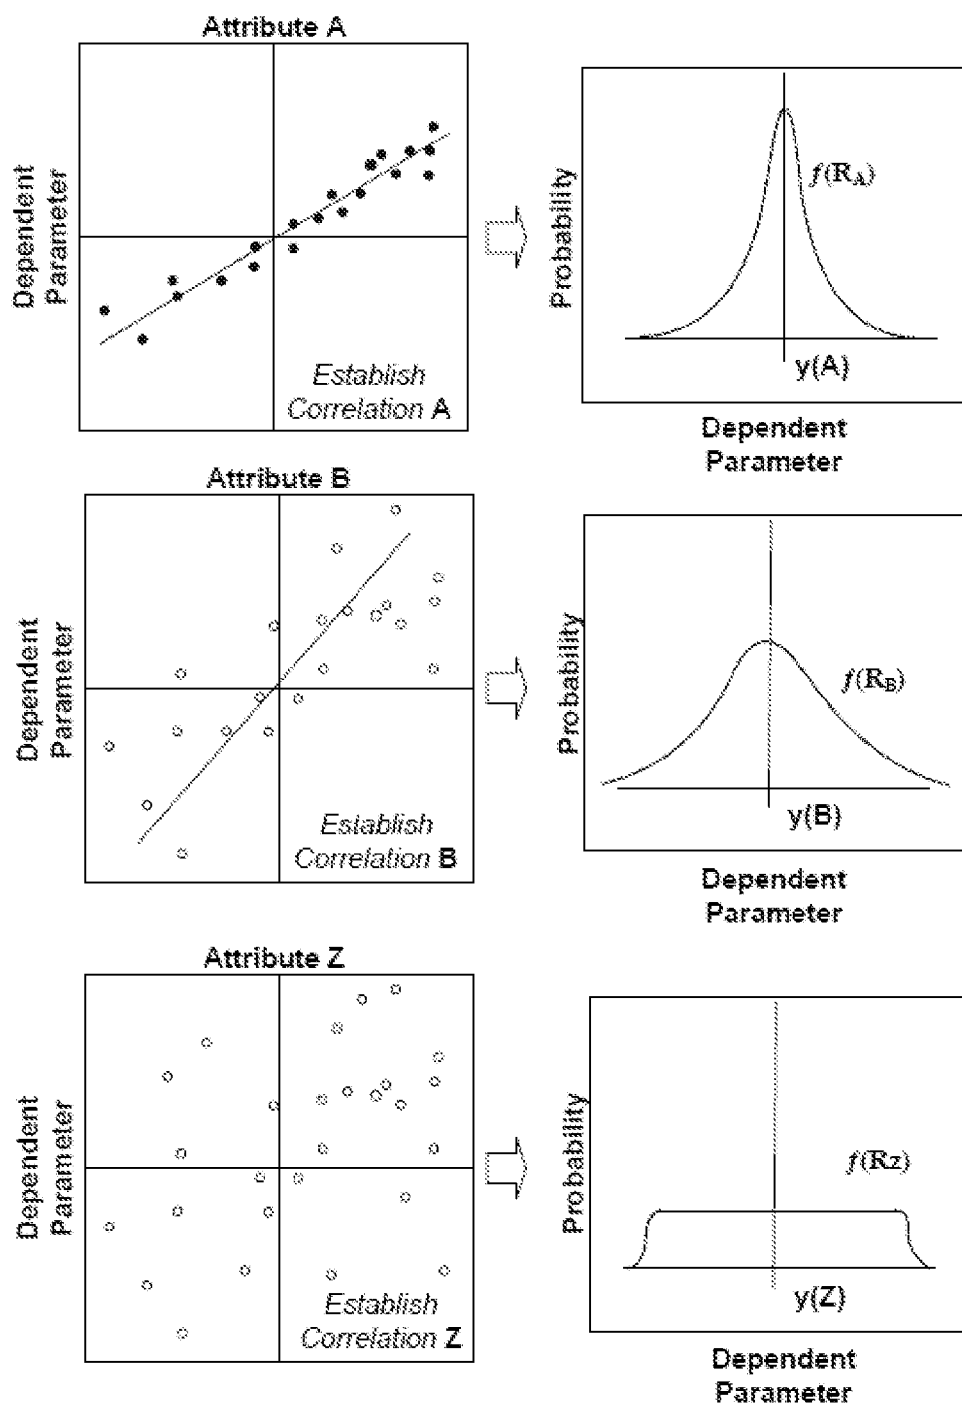 Attribute A
Dependent
Parameter
Establish
Correlation A
Probability
f(RA)
y(A)
Dependent
Parameter
Attribute B
Dependent
Parameter
Establish
Correlation B
Probability
f(RB)
y(B)
Dependent
Parameter
Attribute Z
Dependent
Parameter
Establish
Correlation Z
Probability
f(Rz)
y(Z)
Dependent
Parameter